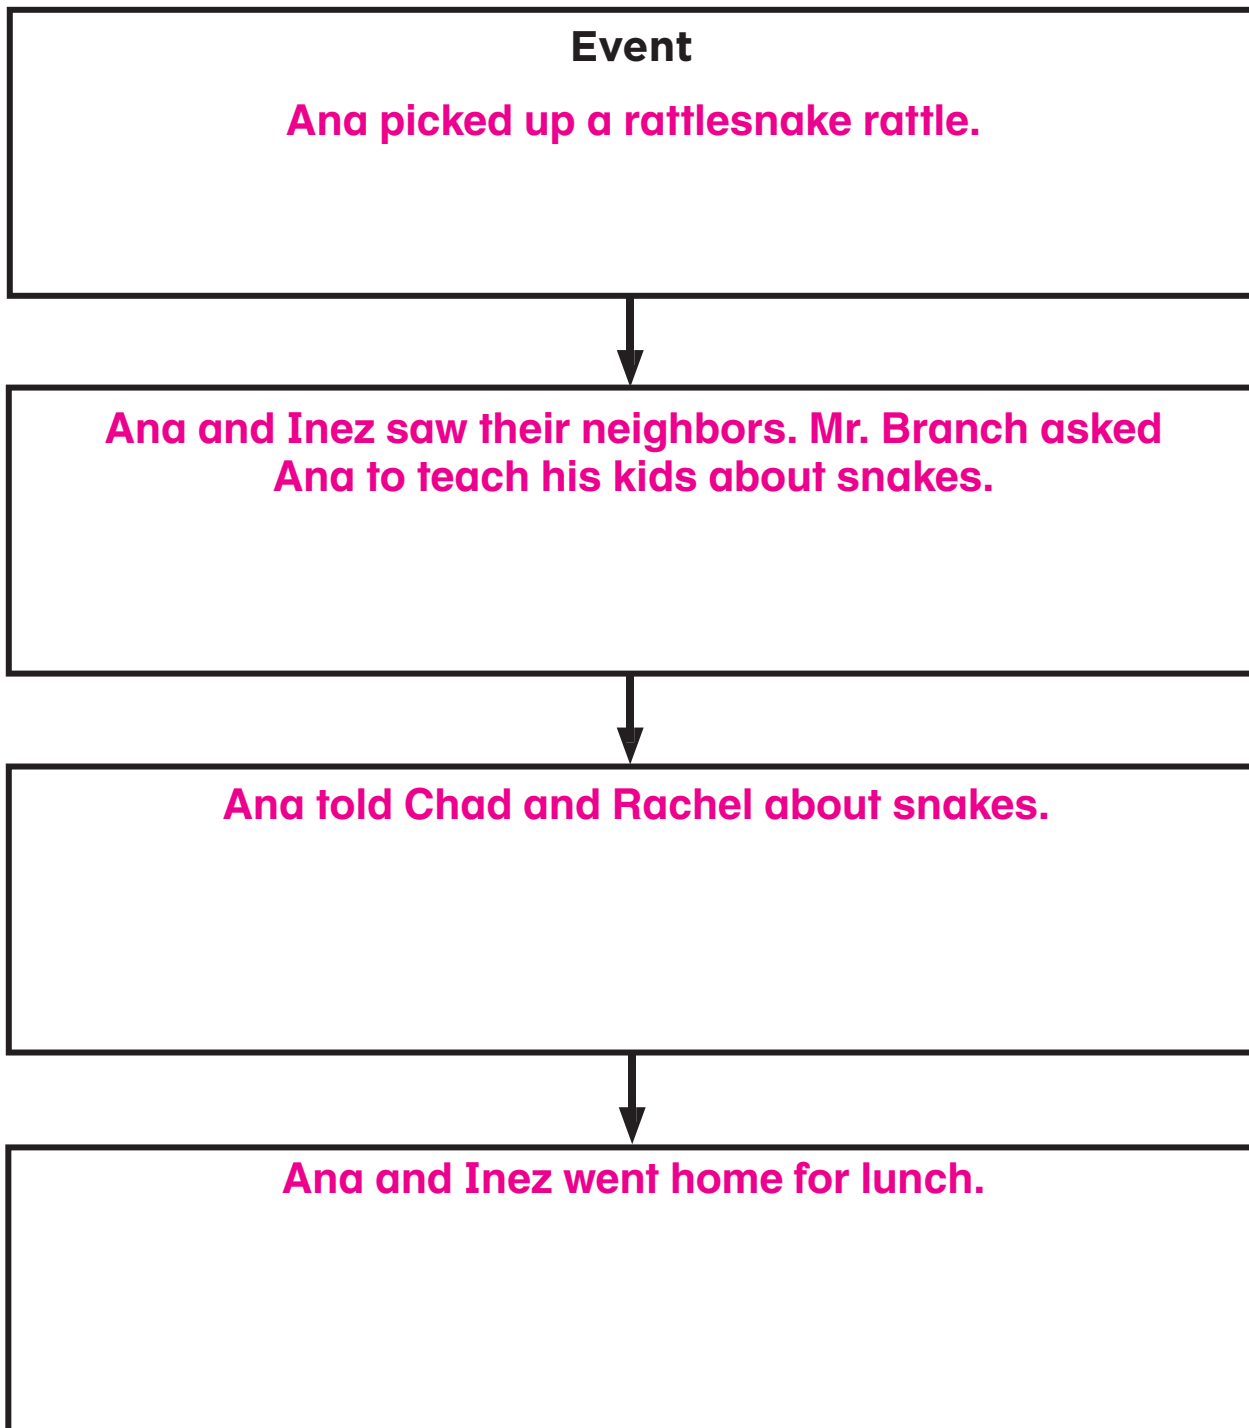 Event
Ana picked up a rattlesnake rattle.
Ana and Inez saw their neighbors. Mr. Branch asked
Ana to teach his kids about snakes.
Ana told Chad and Rachel about snakes.
Ana and Inez went home for lunch.